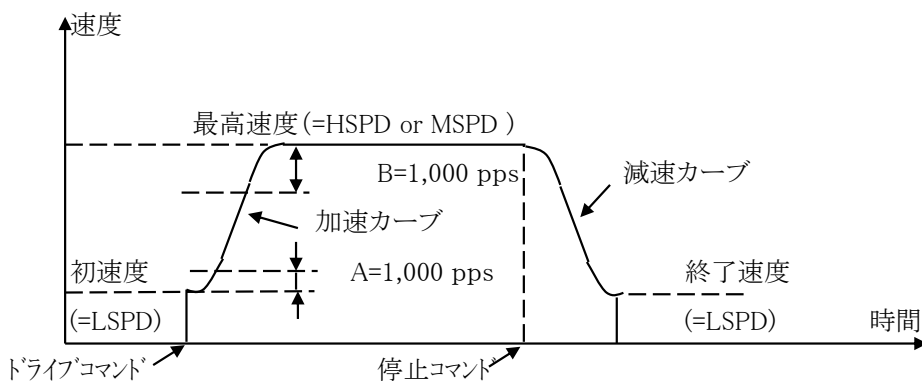 速度
最高速度(=HSPD or MSPD )
B=1,000 pps
減速カーブ
加速カーブ
初速度
A=1,000 pps
終了速度
(=LSPD)
(=LSPD)
時間
ドライブコマンド
停止コマンド